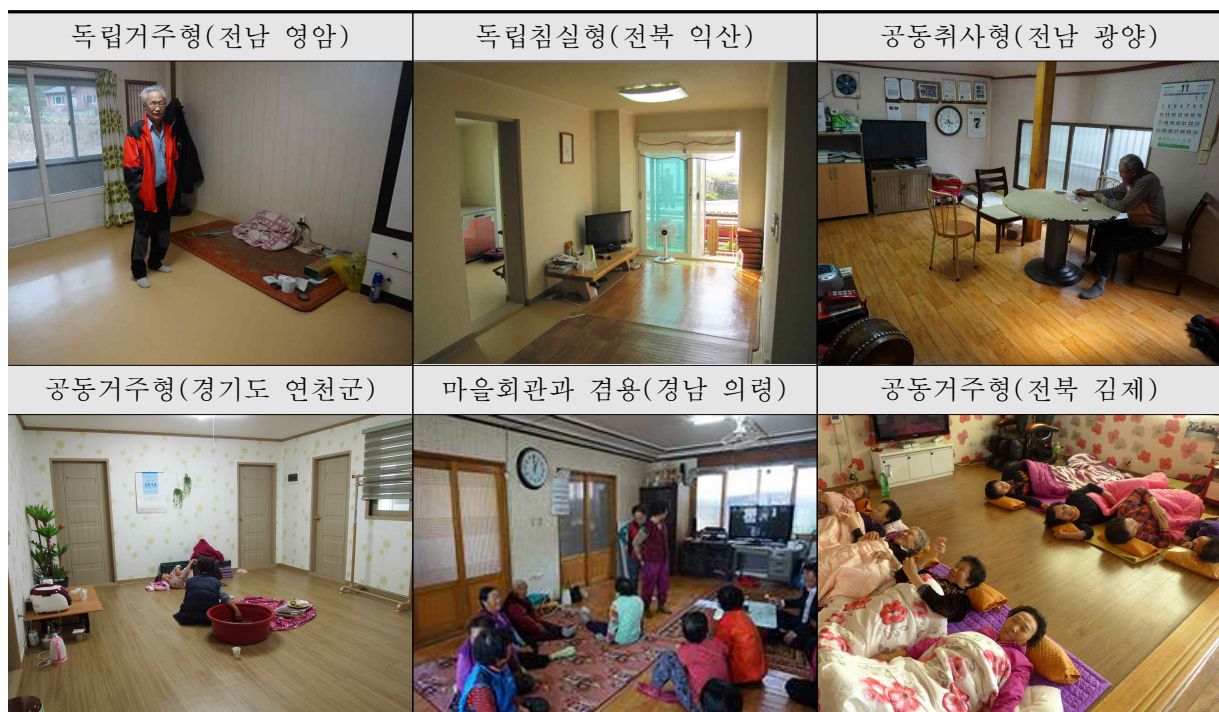 독립거주형(전남 영암)
독립침실형(전북 익산)
공동취사형(전남 광양)
11
7
공동거주형(경기도 연천군)
마을회관과 겸용(경남 의령)
공동거주형(전북 김제)